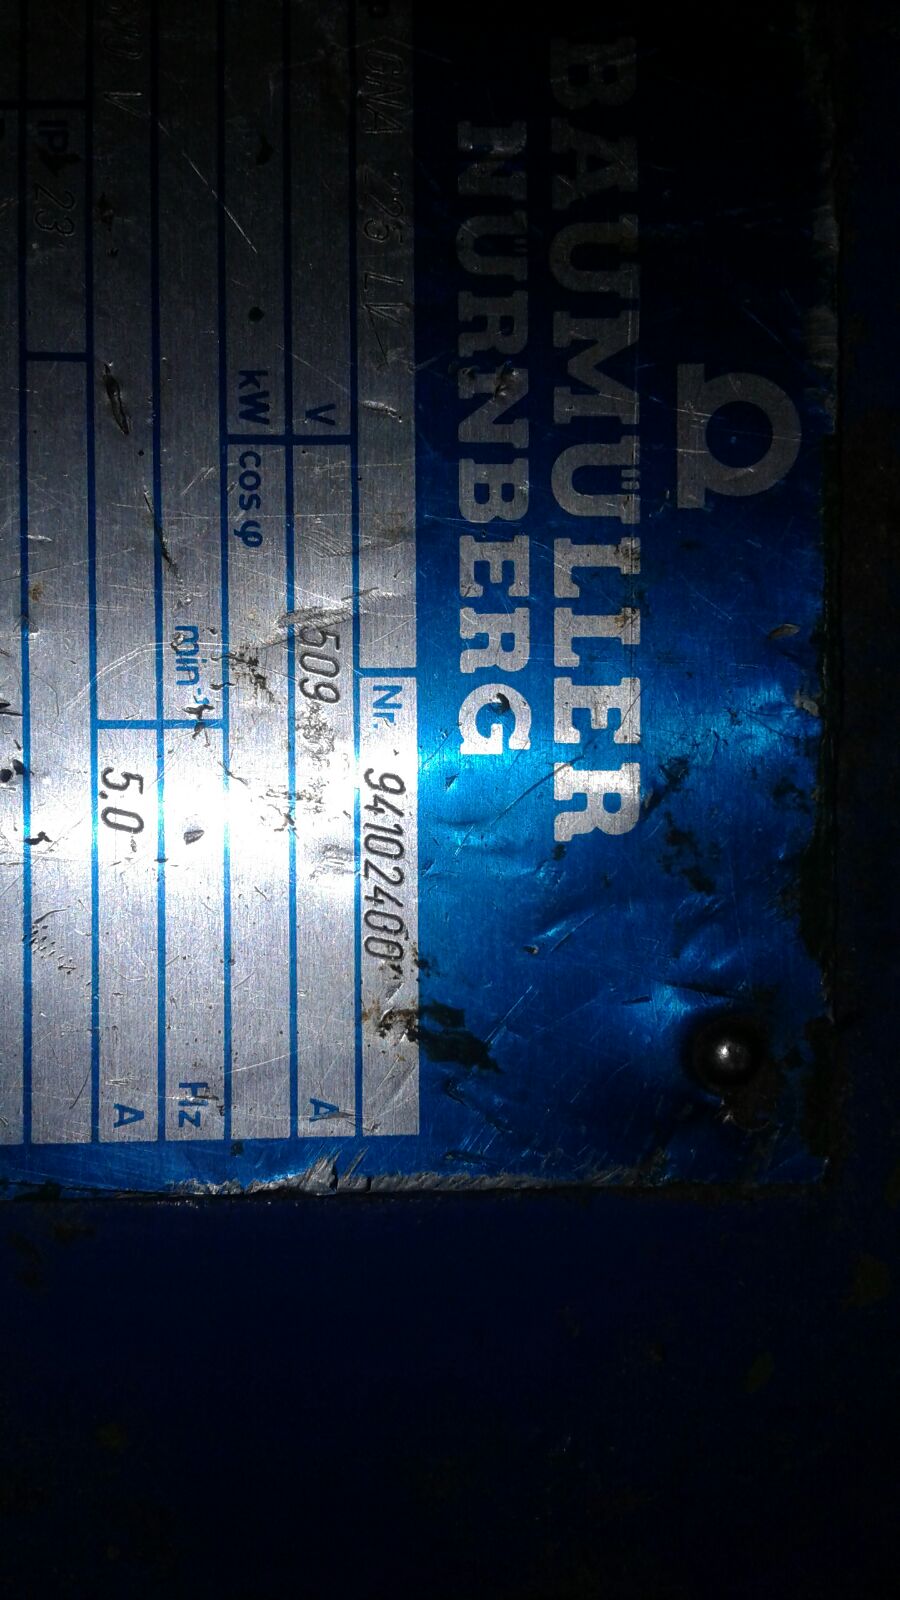 BAUMÜLLER
NÜRNBERG
GNA 225 LV Nr. 94102400
V 509 A
kW cos φ
min⁻¹ Hz
V 5,0 A
IP 23